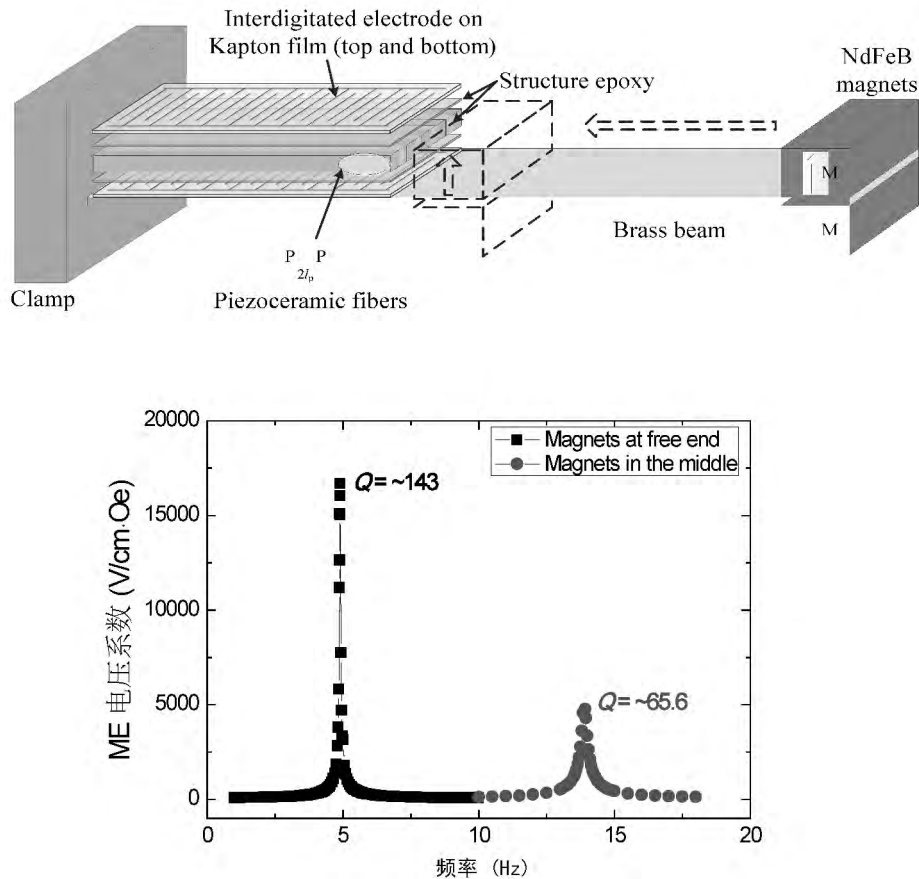 Interdigitated electrode on
Kapton film (top and bottom)
Structure epoxy
NdFeB
magnets
M
M
Brass beam
P P
2lp
Clamp
Piezoceramic fibers
20000
15000
10000
5000
0
ME 电压系数 (V/cm·Oe)
Magnets at free end
Magnets in the middle
Q= ~143
Q= ~65.6
0 5 10 15 20
频率 (Hz)